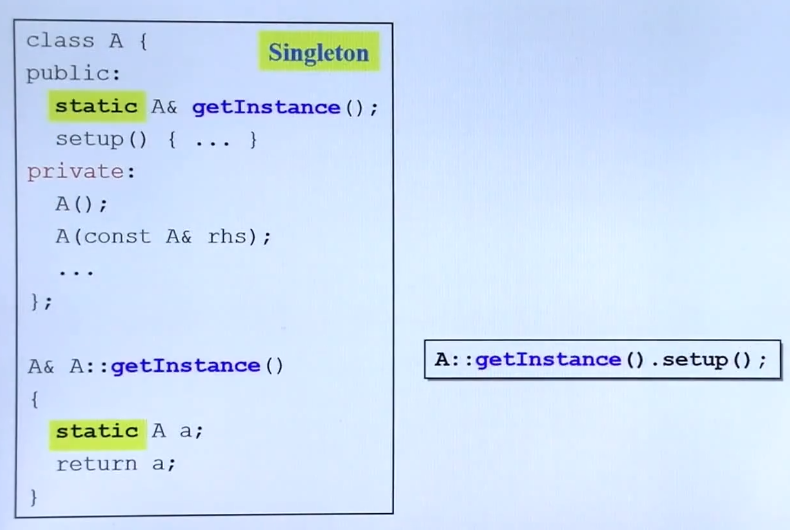 class A {
Singleton
public:
static A& getInstance();
setup() { ... }
private:
A();
A(const A& rhs);
...
};
A& A::getInstance()
{
static A a;
return a;
}
A::getInstance().setup();